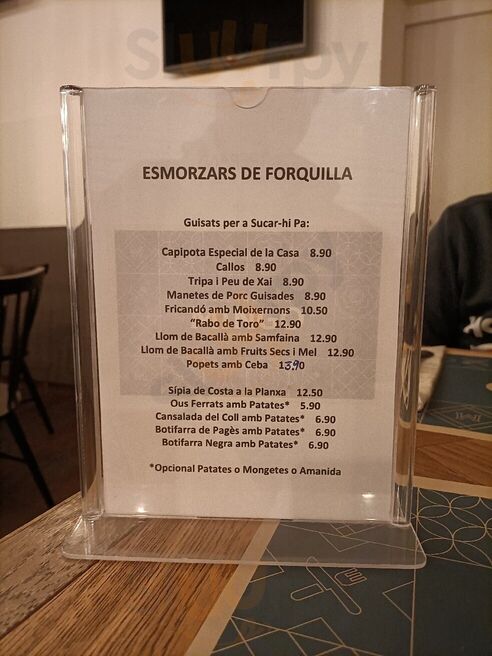 ESMORZARS DE FORQUILLA
Guisats per a Sucar-hi Pa:
Capipota Especial de la Casa 8.90
Callos 8.90
Tripa i Peu de Xai 8.90
Manetes de Porc Guisades 8.90
Fricandó amb Moixernons 10.50
"Rabo de Toro" 12.90
Llom de Bacallà amb Samfaina 12.90
Llom de Bacallà amb Fruits Secs i Mel 12.90
Popets amb Ceba 13.90
Sípia de Costa a la Planxa 12.50
Ous Ferrats amb Patates* 5.90
Cansalada del Coll amb Patates* 6.90
Botifarra de Pagès amb Patates* 6.90
Botifarra Negra amb Patates* 6.90
*Opcional Patates o Mongetes o Amanida